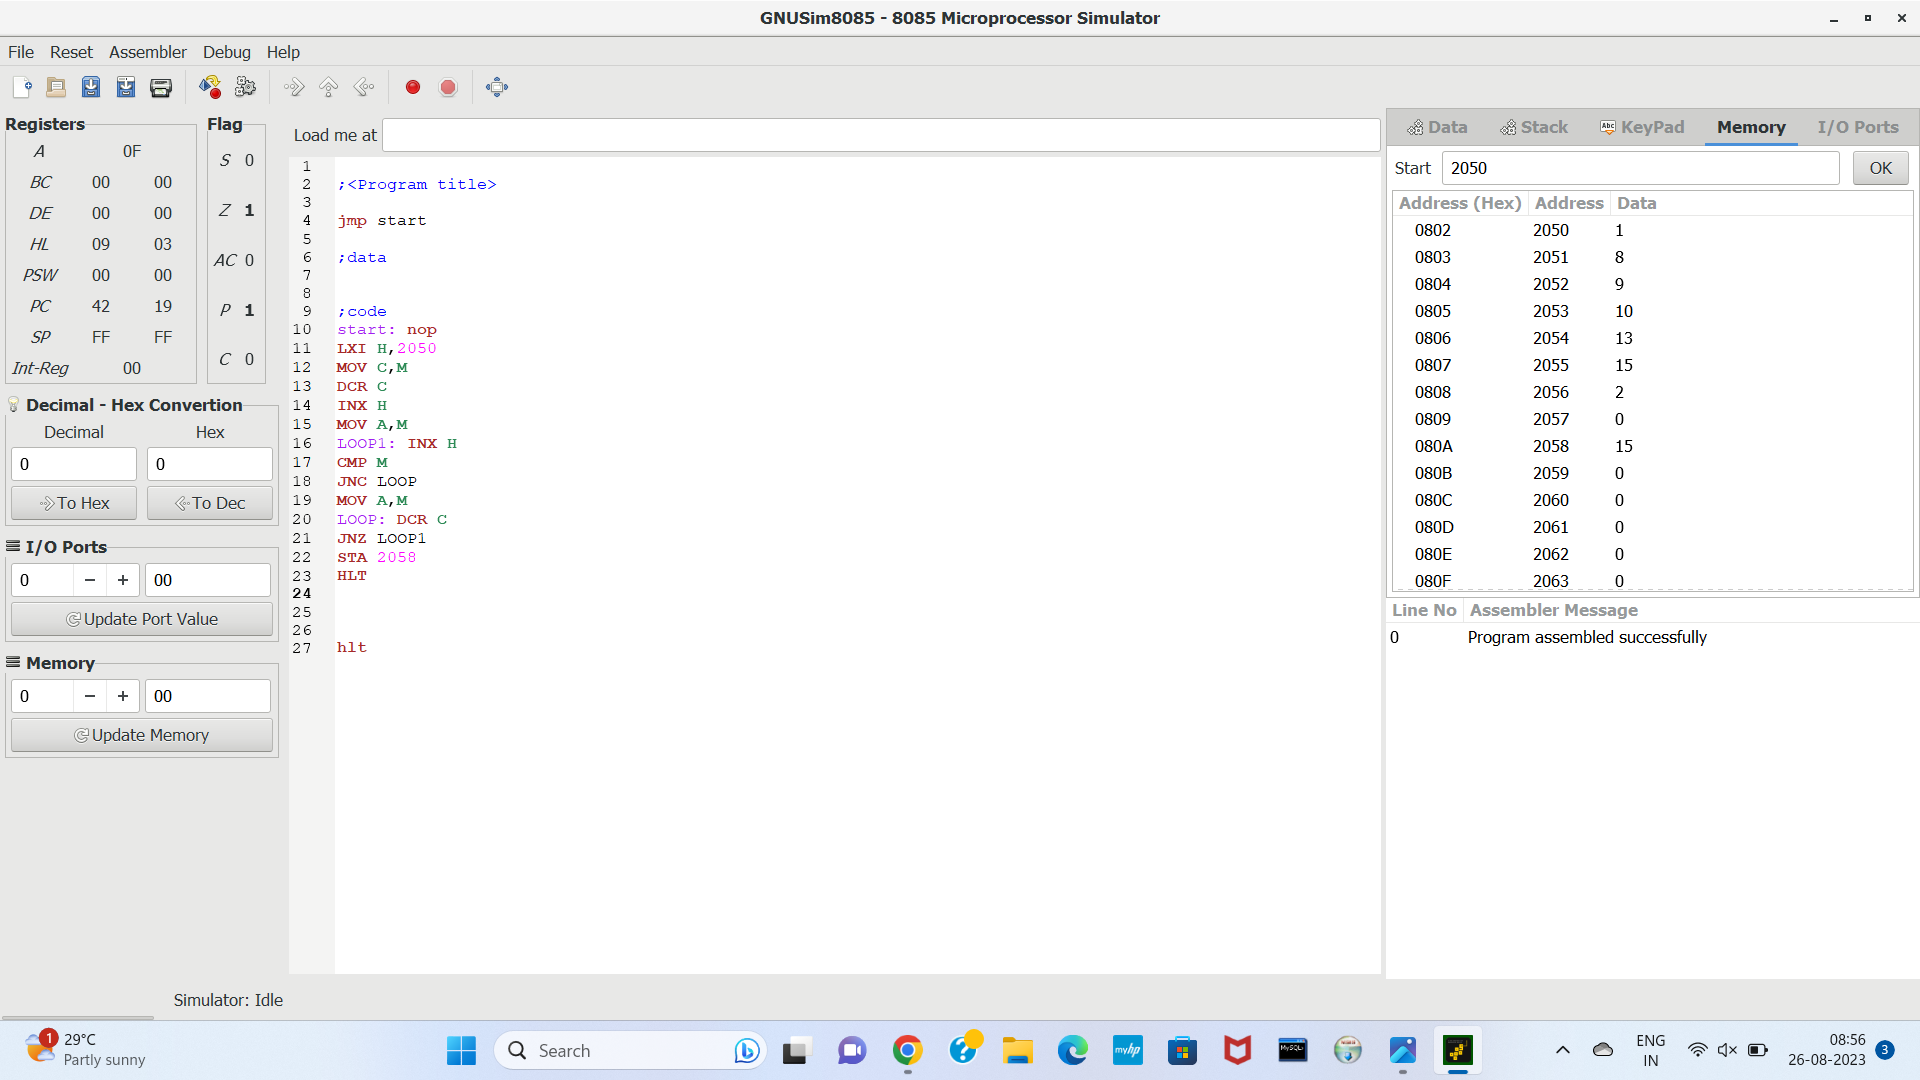 GNUSim8085 - 8085 Microprocessor Simulator
File Reset Assembler Debug Help
Registers
A 0F
BC 00 00
DE 00 00
HL 09 03
PSW 00 00
PC 42 19
SP FF FF
Int-Reg 00
Flag
S 0
Z 1
AC 0
P 1
C 0
Decimal - Hex Convertion
Decimal Hex
0 0
To Hex To Dec
I/O Ports
0 − + 00
Update Port Value
Memory
0 − + 00
Update Memory
Load me at
1
2 ;<Program title>
3
4 jmp start
5
6 ;data
7
8
9 ;code
10 start: nop
11 LXI H,2050
12 MOV C,M
13 DCR C
14 INX H
15 MOV A,M
16 LOOP1: INX H
17 CMP M
18 JNC LOOP
19 MOV A,M
20 LOOP: DCR C
21 JNZ LOOP1
22 STA 2058
23 HLT
24
25
26
27 hlt
Data Stack Abc KeyPad Memory I/O Ports
Start 2050 OK
Address (Hex) Address Data
0802 2050 1
0803 2051 8
0804 2052 9
0805 2053 10
0806 2054 13
0807 2055 15
0808 2056 2
0809 2057 0
080A 2058 15
080B 2059 0
080C 2060 0
080D 2061 0
080E 2062 0
080F 2063 0
Line No Assembler Message
0 Program assembled successfully
Simulator: Idle
1
29°C
Partly sunny
Search
myhp
MySQL
ENG
IN
08:56
26-08-2023
3